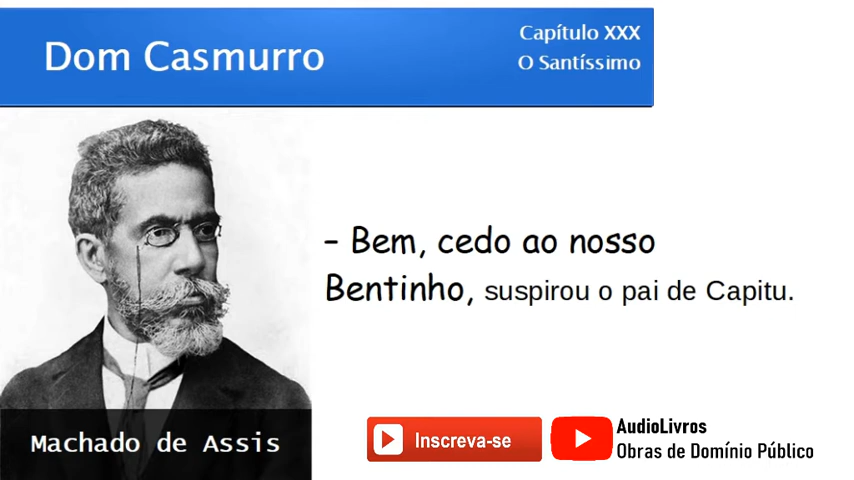 Dom Casmurro
Capítulo XXX
O Santíssimo
– Bem, cedo ao nosso
Bentinho, suspirou o pai de Capitu.
Machado de Assis
Inscreva-se
AudioLivros
Obras de Domínio Público